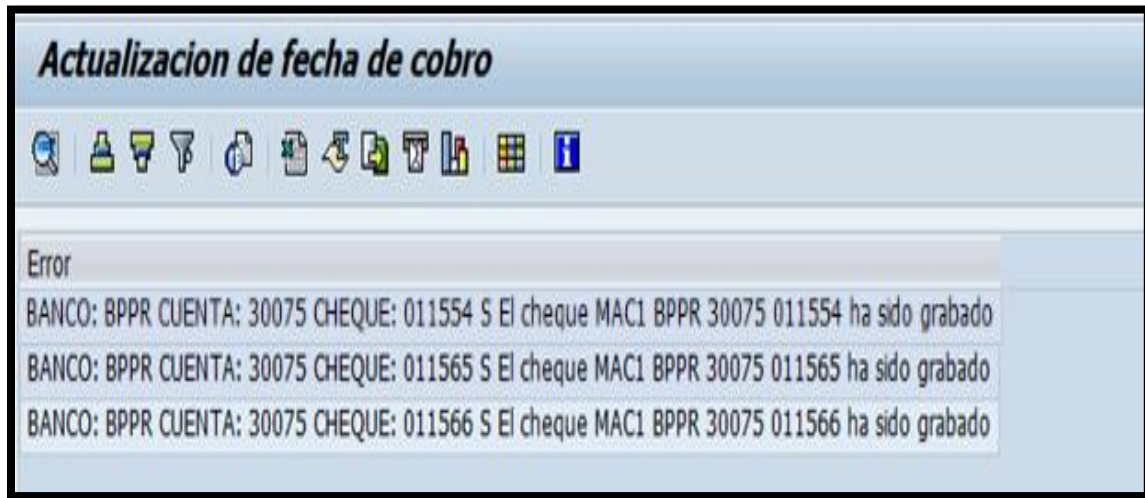 Actualizacion de fecha de cobro
Error
BANCO: BPPR CUENTA: 30075 CHEQUE: 011554 S El cheque MAC1 BPPR 30075 011554 ha sido grabado
BANCO: BPPR CUENTA: 30075 CHEQUE: 011565 S El cheque MAC1 BPPR 30075 011565 ha sido grabado
BANCO: BPPR CUENTA: 30075 CHEQUE: 011566 S El cheque MAC1 BPPR 30075 011566 ha sido grabado